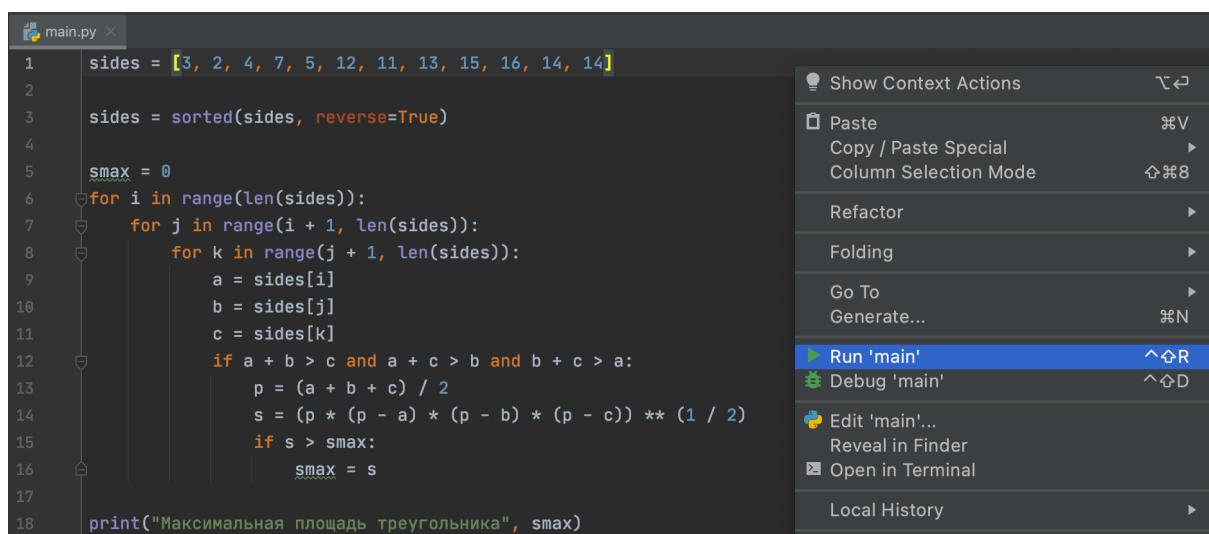 main.py
1 sides = [3, 2, 4, 7, 5, 12, 11, 13, 15, 16, 14, 14]
2
3 sides = sorted(sides, reverse=True)
4
5 smax = 0
6 for i in range(len(sides)):
7 for j in range(i + 1, len(sides)):
8 for k in range(j + 1, len(sides)):
9 a = sides[i]
10 b = sides[j]
11 c = sides[k]
12 if a + b > c and a + c > b and b + c > a:
13 p = (a + b + c) / 2
14 s = (p * (p - a) * (p - b) * (p - c)) ** (1 / 2)
15 if s > smax:
16 smax = s
17
18 print("Максимальная площадь треугольника", smax)
Show Context Actions ⌥⏎
Paste ⌘V
Copy / Paste Special
Column Selection Mode ⇧⌘8
Refactor
Folding
Go To
Generate... ⌘N
Run 'main' ^⇧R
Debug 'main' ^⇧D
Edit 'main'...
Reveal in Finder
Open in Terminal
Local History